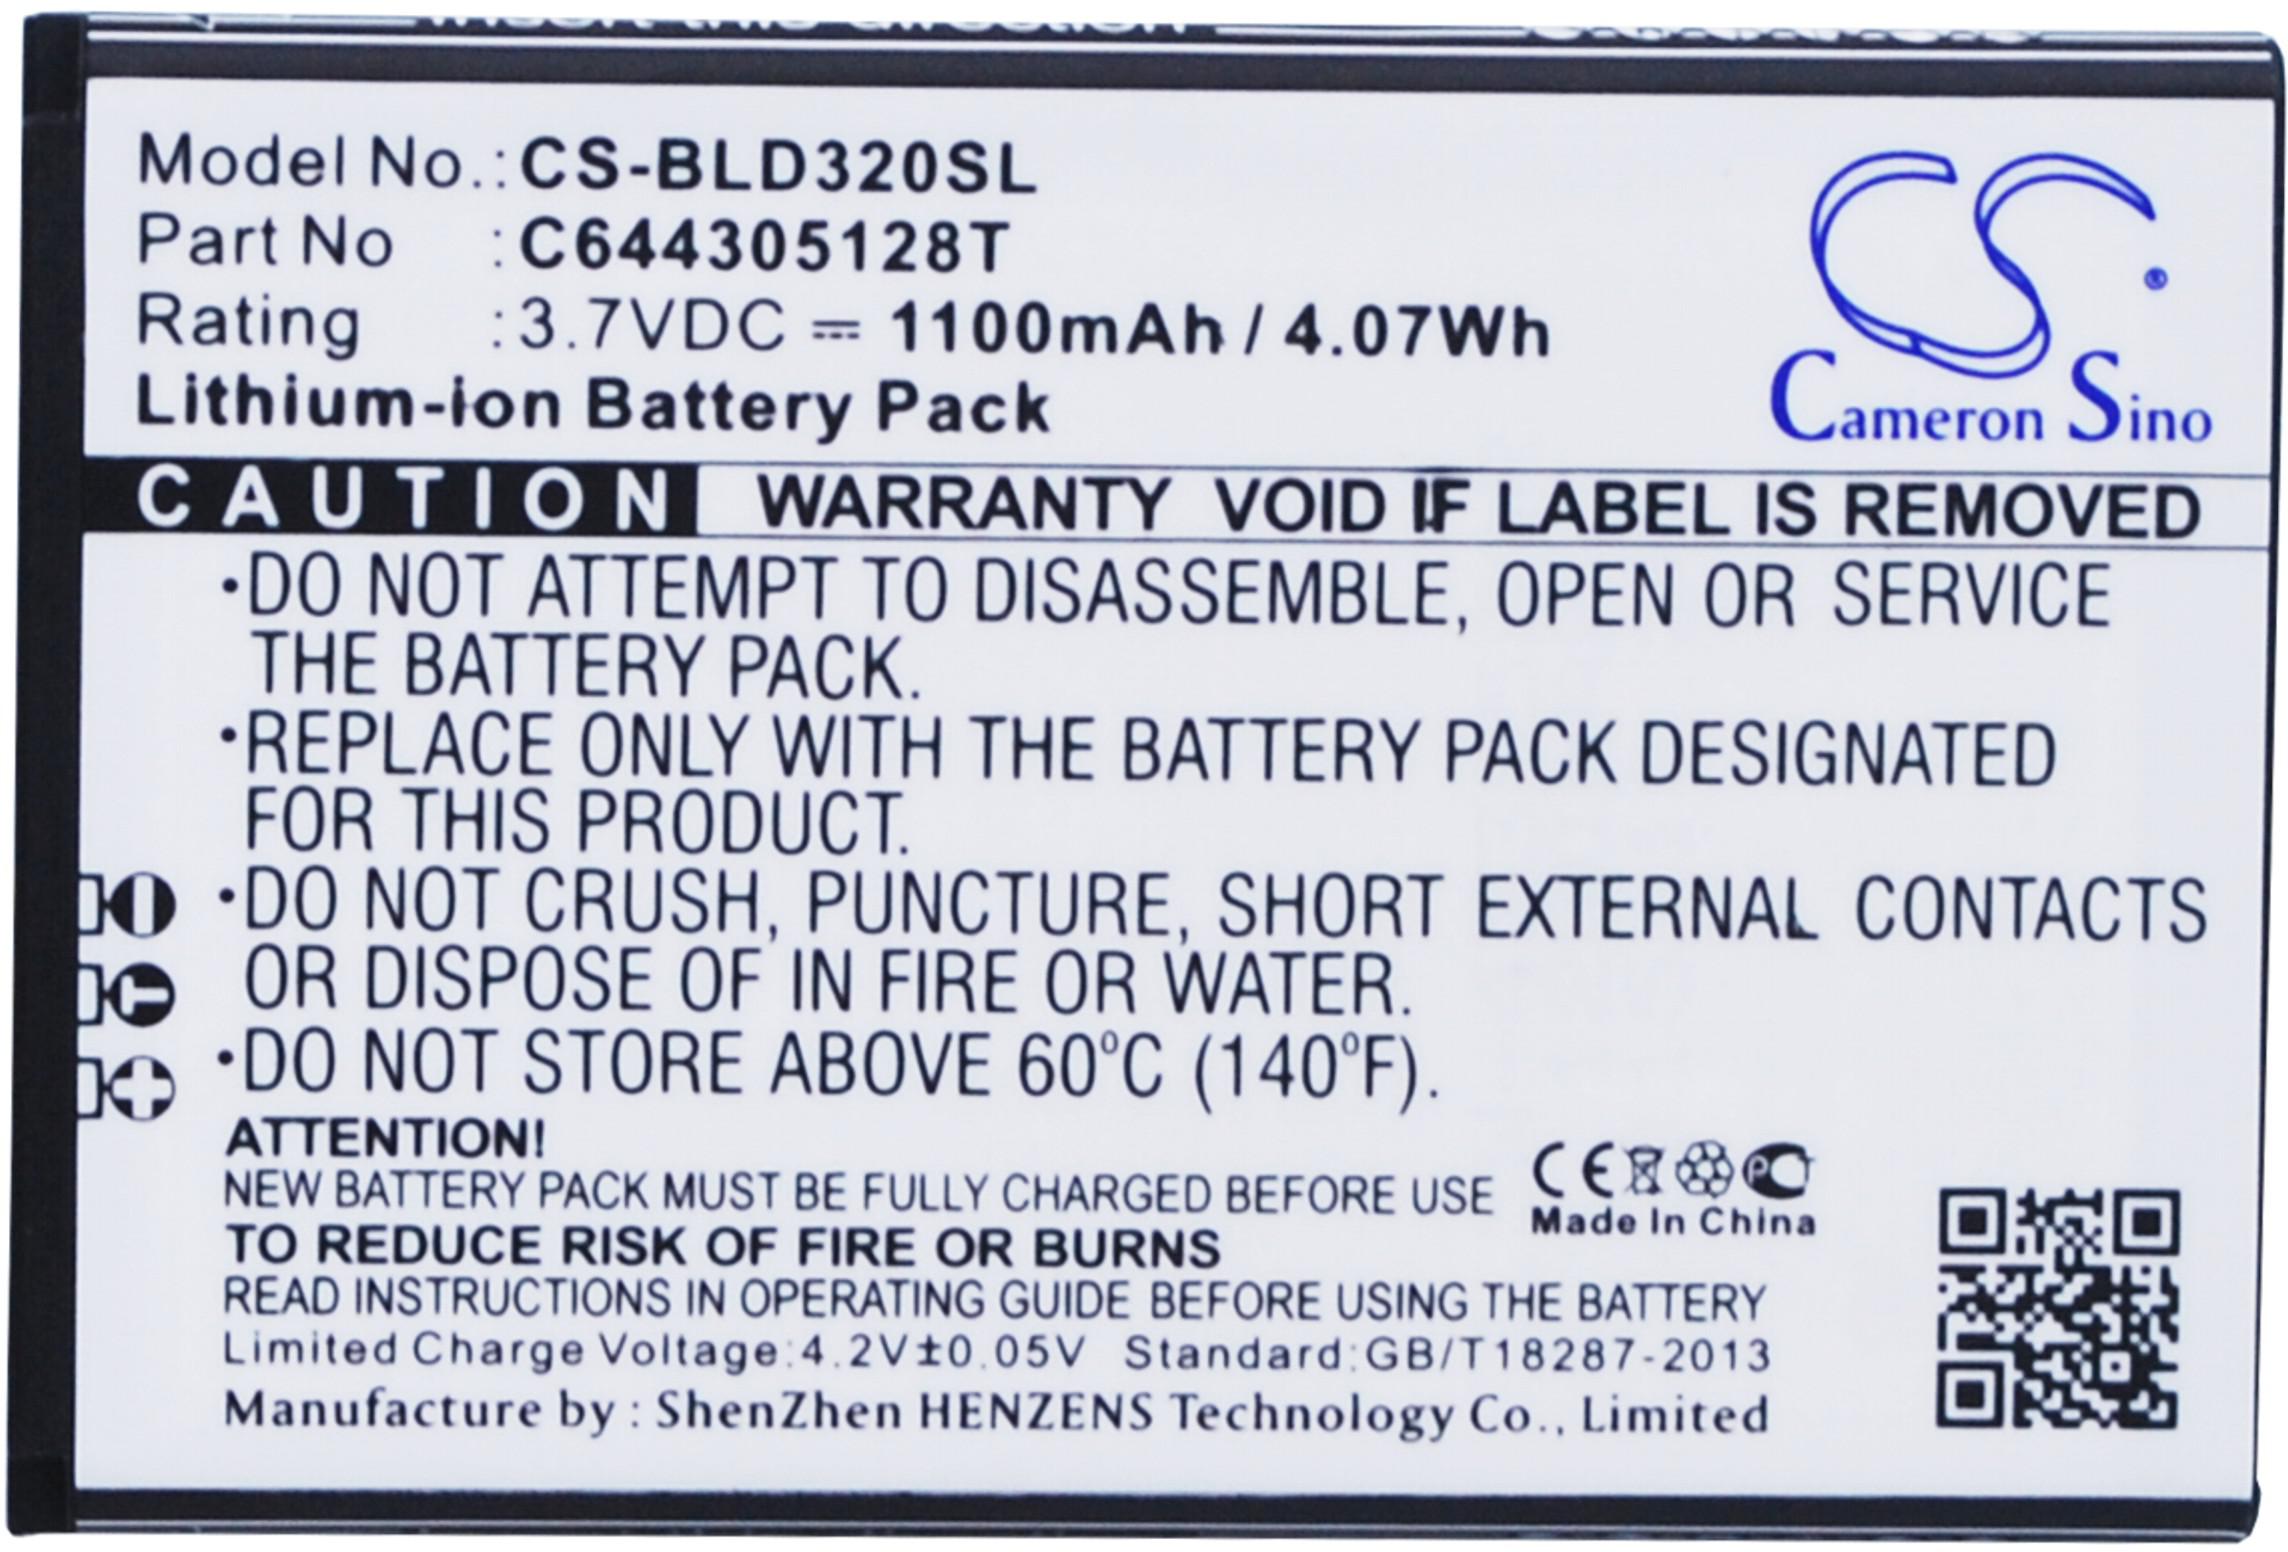 Insert this direction
Model No.: CS-BLD320SL
Part No : C644305128T
Rating : 3.7VDC ⎓ 1100mAh / 4.07Wh
Lithium-ion Battery Pack
®
Cameron Sino
CAUTION WARRANTY VOID IF LABEL IS REMOVED
•DO NOT ATTEMPT TO DISASSEMBLE, OPEN OR SERVICE
THE BATTERY PACK.
•REPLACE ONLY WITH THE BATTERY PACK DESIGNATED
FOR THIS PRODUCT.
•DO NOT CRUSH, PUNCTURE, SHORT EXTERNAL CONTACTS
OR DISPOSE OF IN FIRE OR WATER.
•DO NOT STORE ABOVE 60°C (140°F).
ATTENTION!
NEW BATTERY PACK MUST BE FULLY CHARGED BEFORE USE
CE PCT
Made In China
TO REDUCE RISK OF FIRE OR BURNS
READ INSTRUCTIONS IN OPERATING GUIDE BEFORE USING THE BATTERY
Limited Charge Voltage:4.2V±0.05V Standard:GB/T18287-2013
Manufacture by : ShenZhen HENZENS Technology Co., Limited